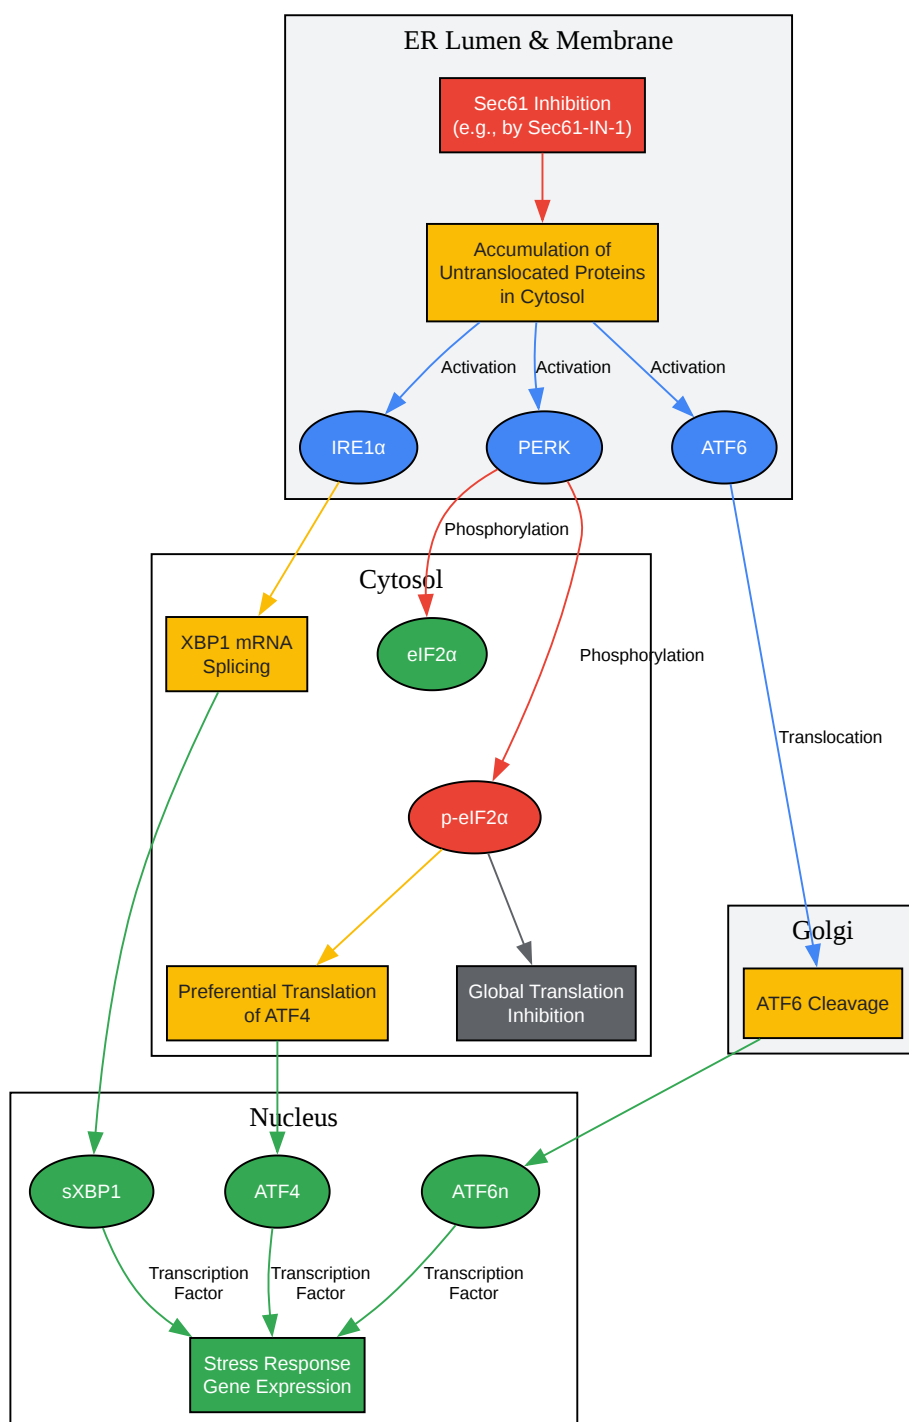 ER Lumen & Membrane
Sec61 Inhibition
(e.g., by Sec61-IN-1)
Accumulation of
Untranslocated Proteins
in Cytosol
Activation
Activation
Activation
IRE1α
PERK
ATF6
Phosphorylation
Cytosol
XBP1 mRNA
Splicing
eIF2α
Phosphorylation
Translocation
p-eIF2α
Golgi
Preferential Translation
of ATF4
Global Translation
Inhibition
ATF6 Cleavage
Nucleus
sXBP1
ATF4
ATF6n
Transcription
Factor
Transcription
Factor
Transcription
Factor
Stress Response
Gene Expression